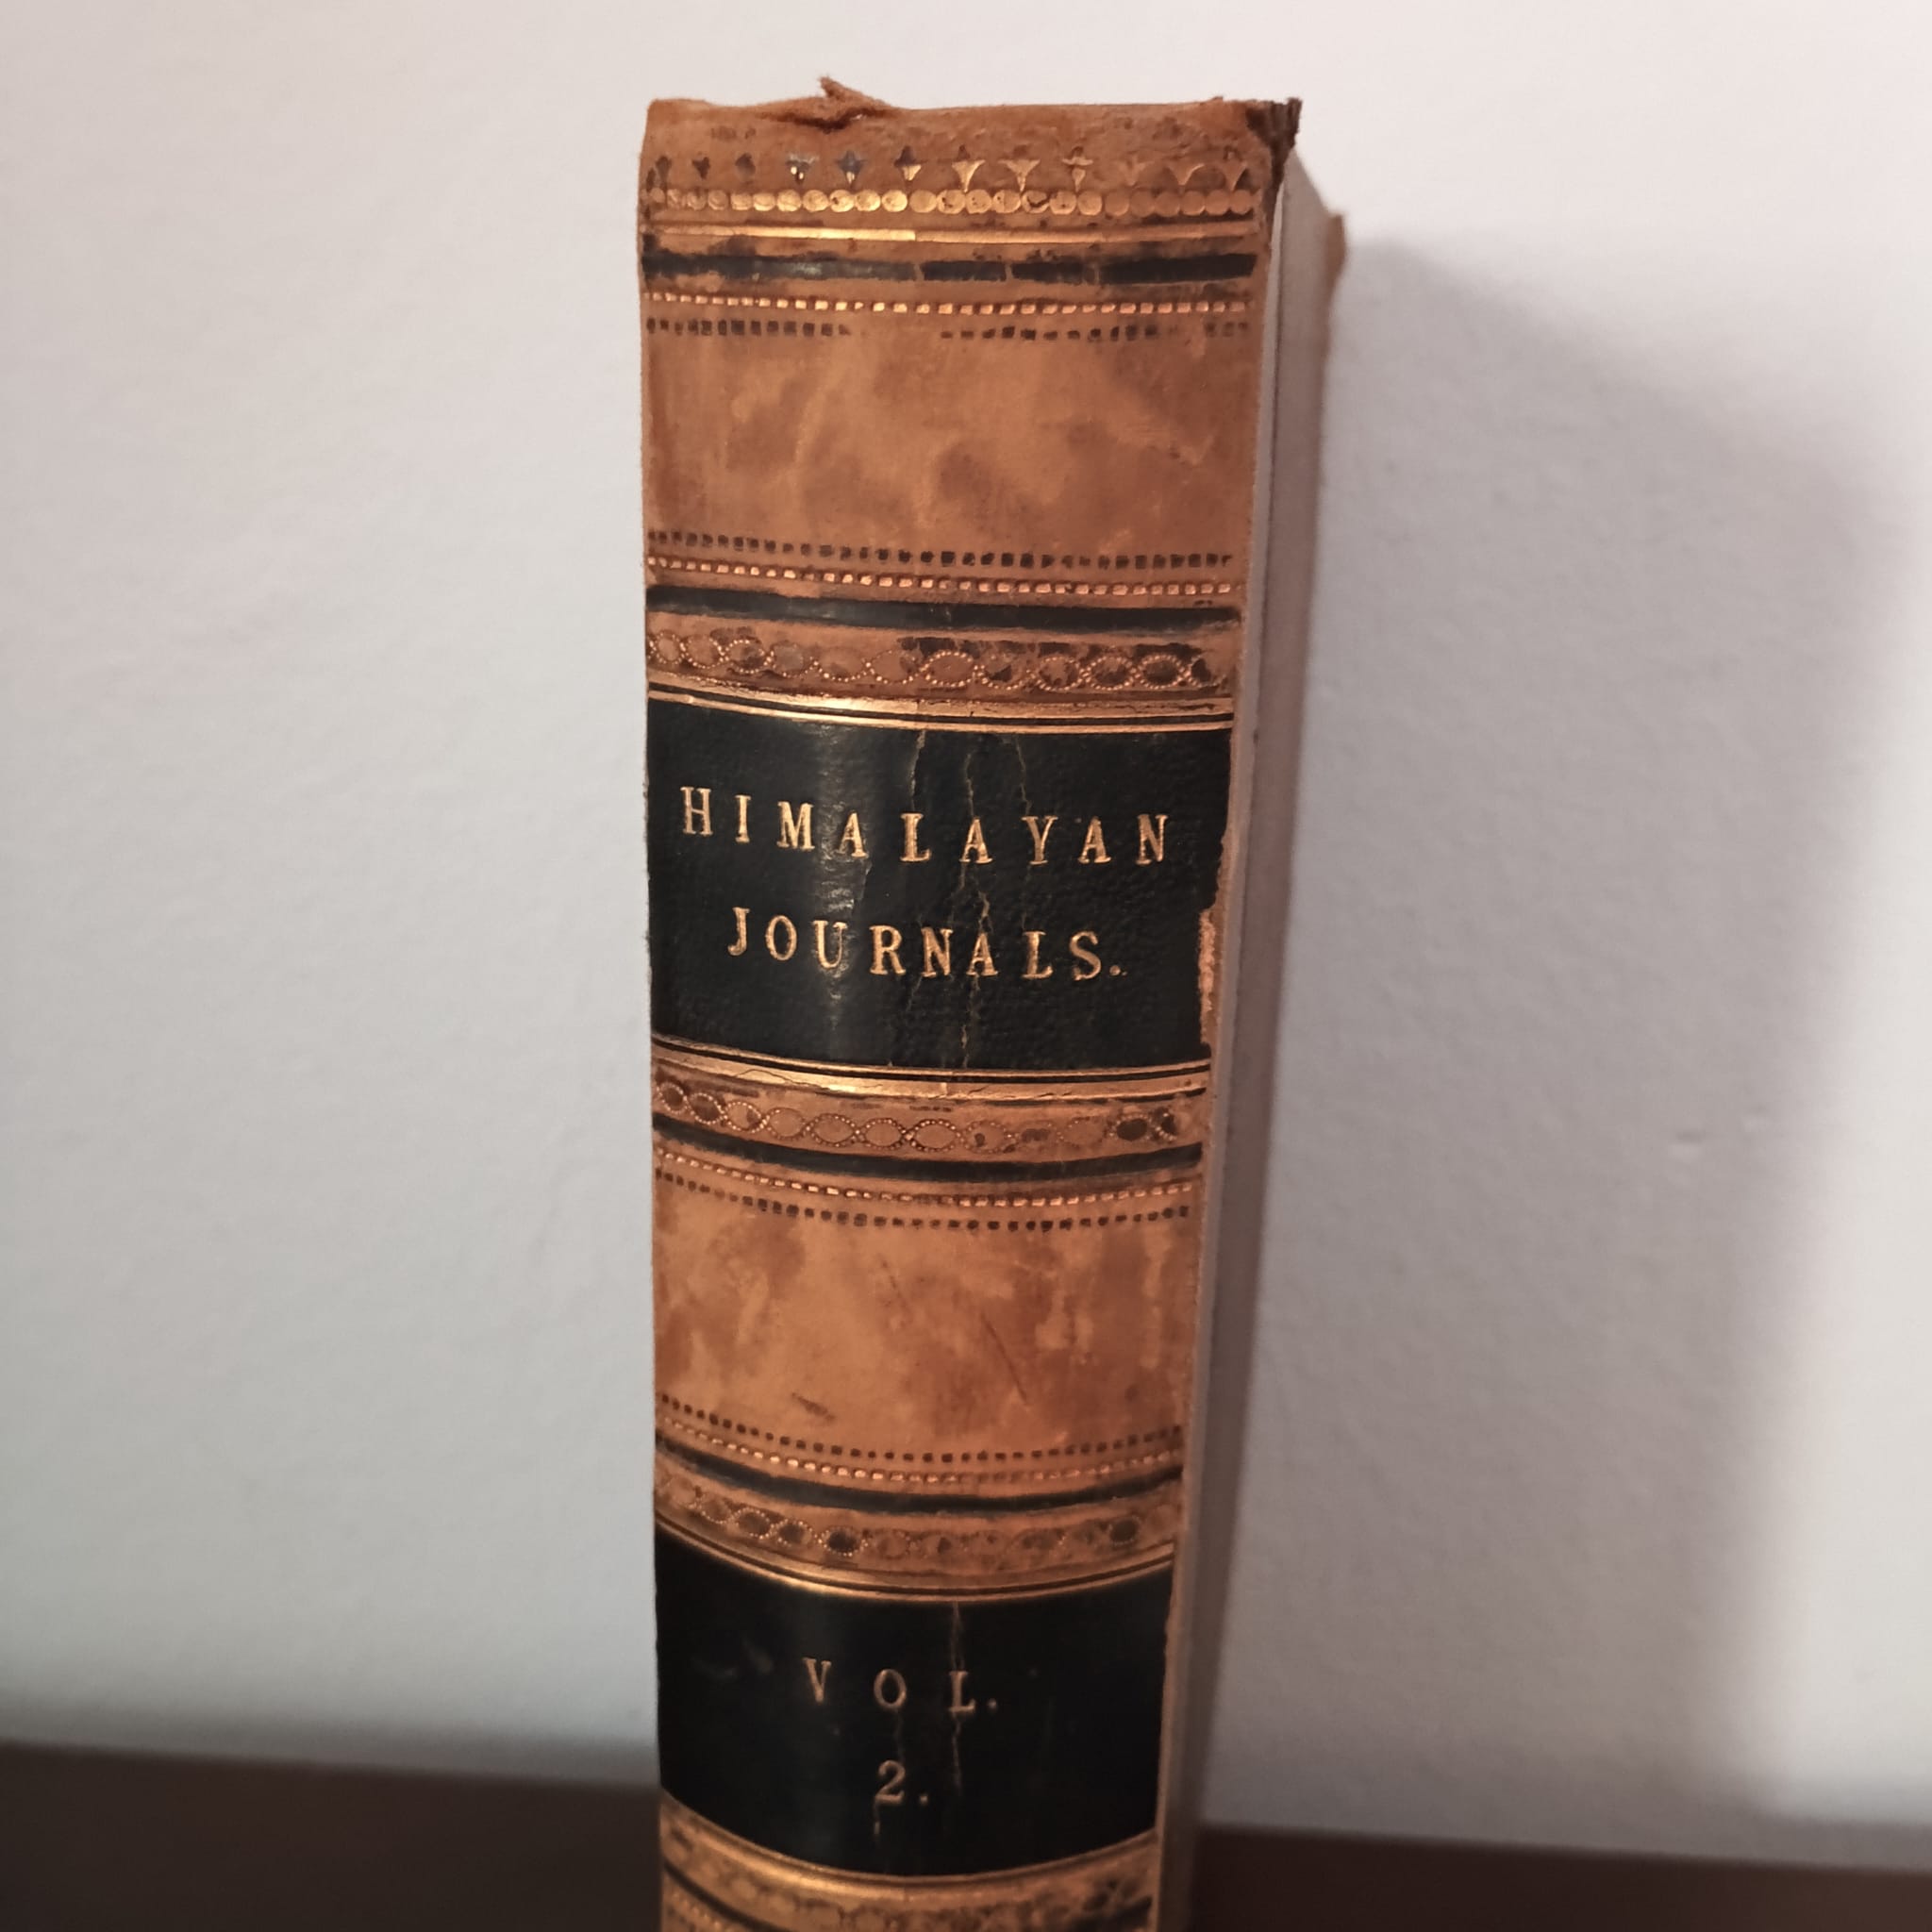 HIMALAYAN
JOURNALS.
VOL.
2.